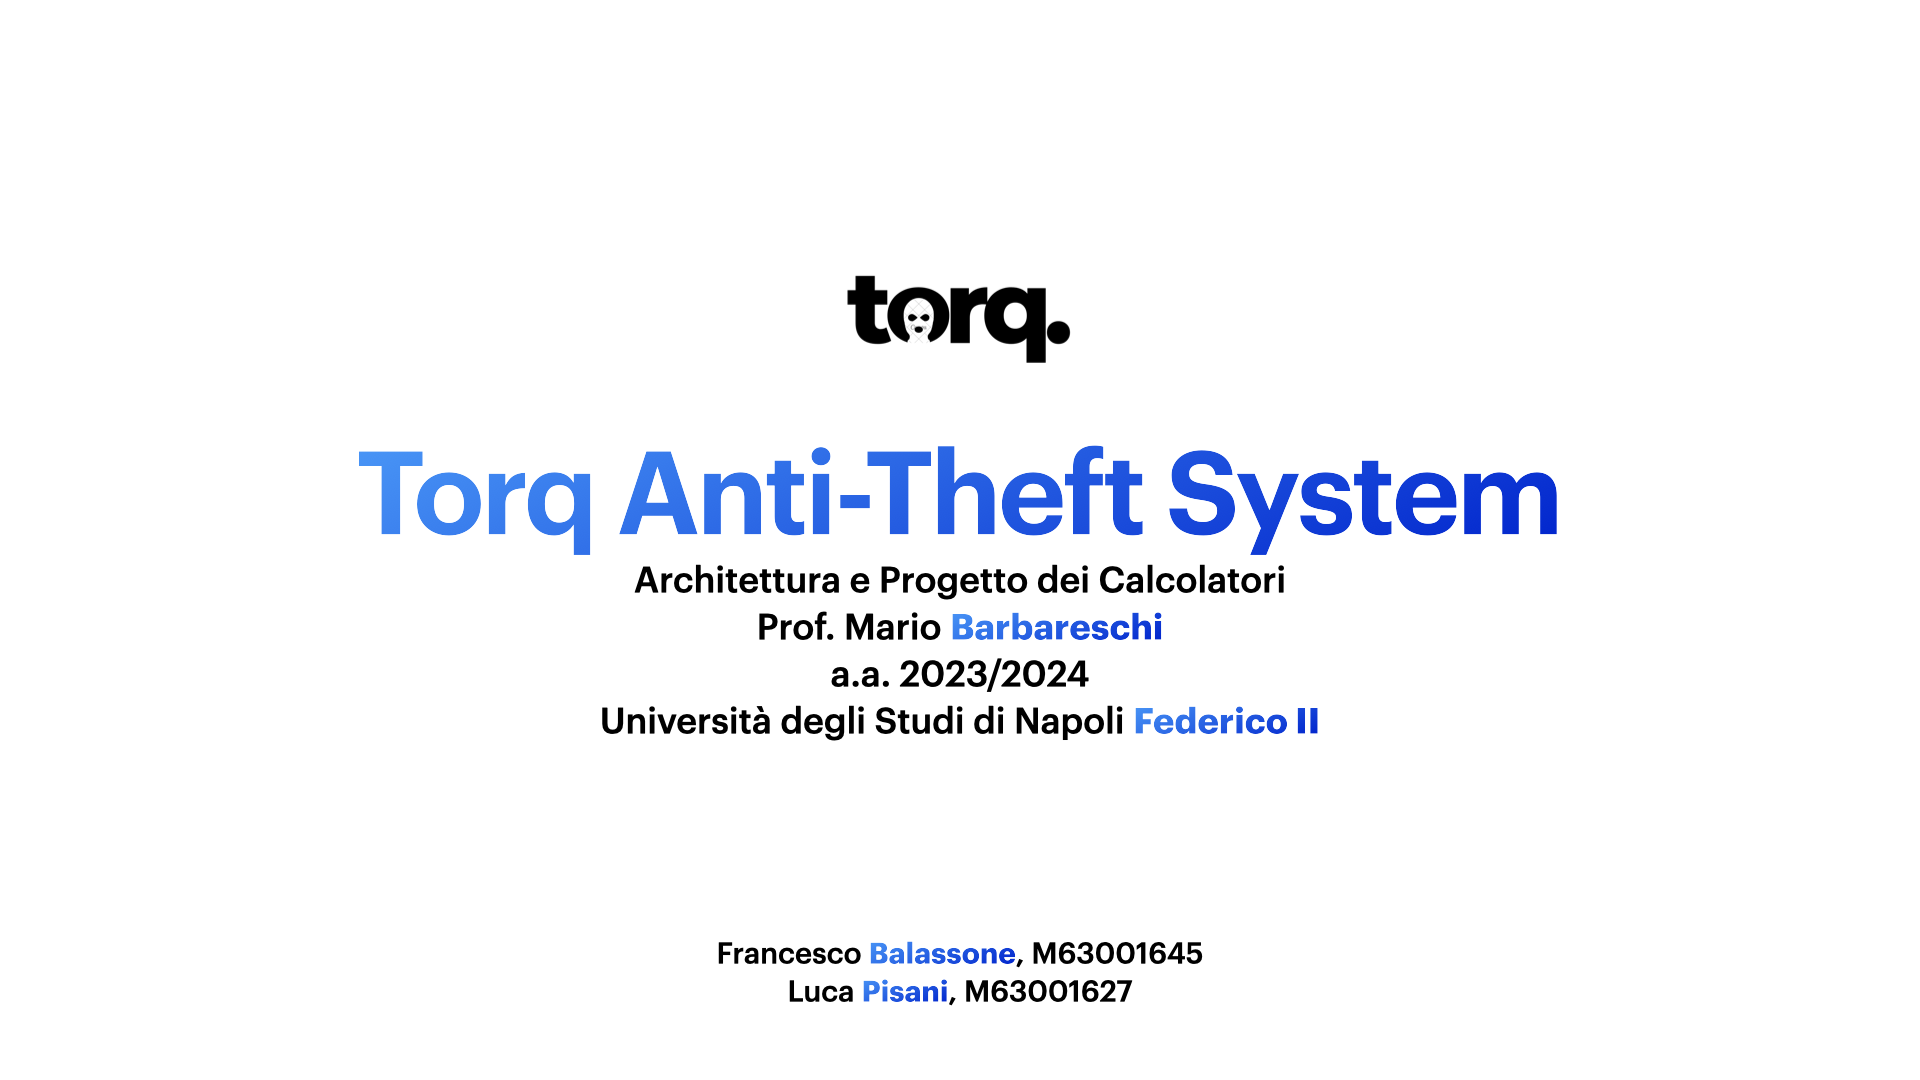 torq.
Torq Anti-Theft System
Architettura e Progetto dei Calcolatori
Prof. Mario Barbareschi
a.a. 2023/2024
Università degli Studi di Napoli Federico II
Francesco Balassone, M63001645
Luca Pisani, M63001627